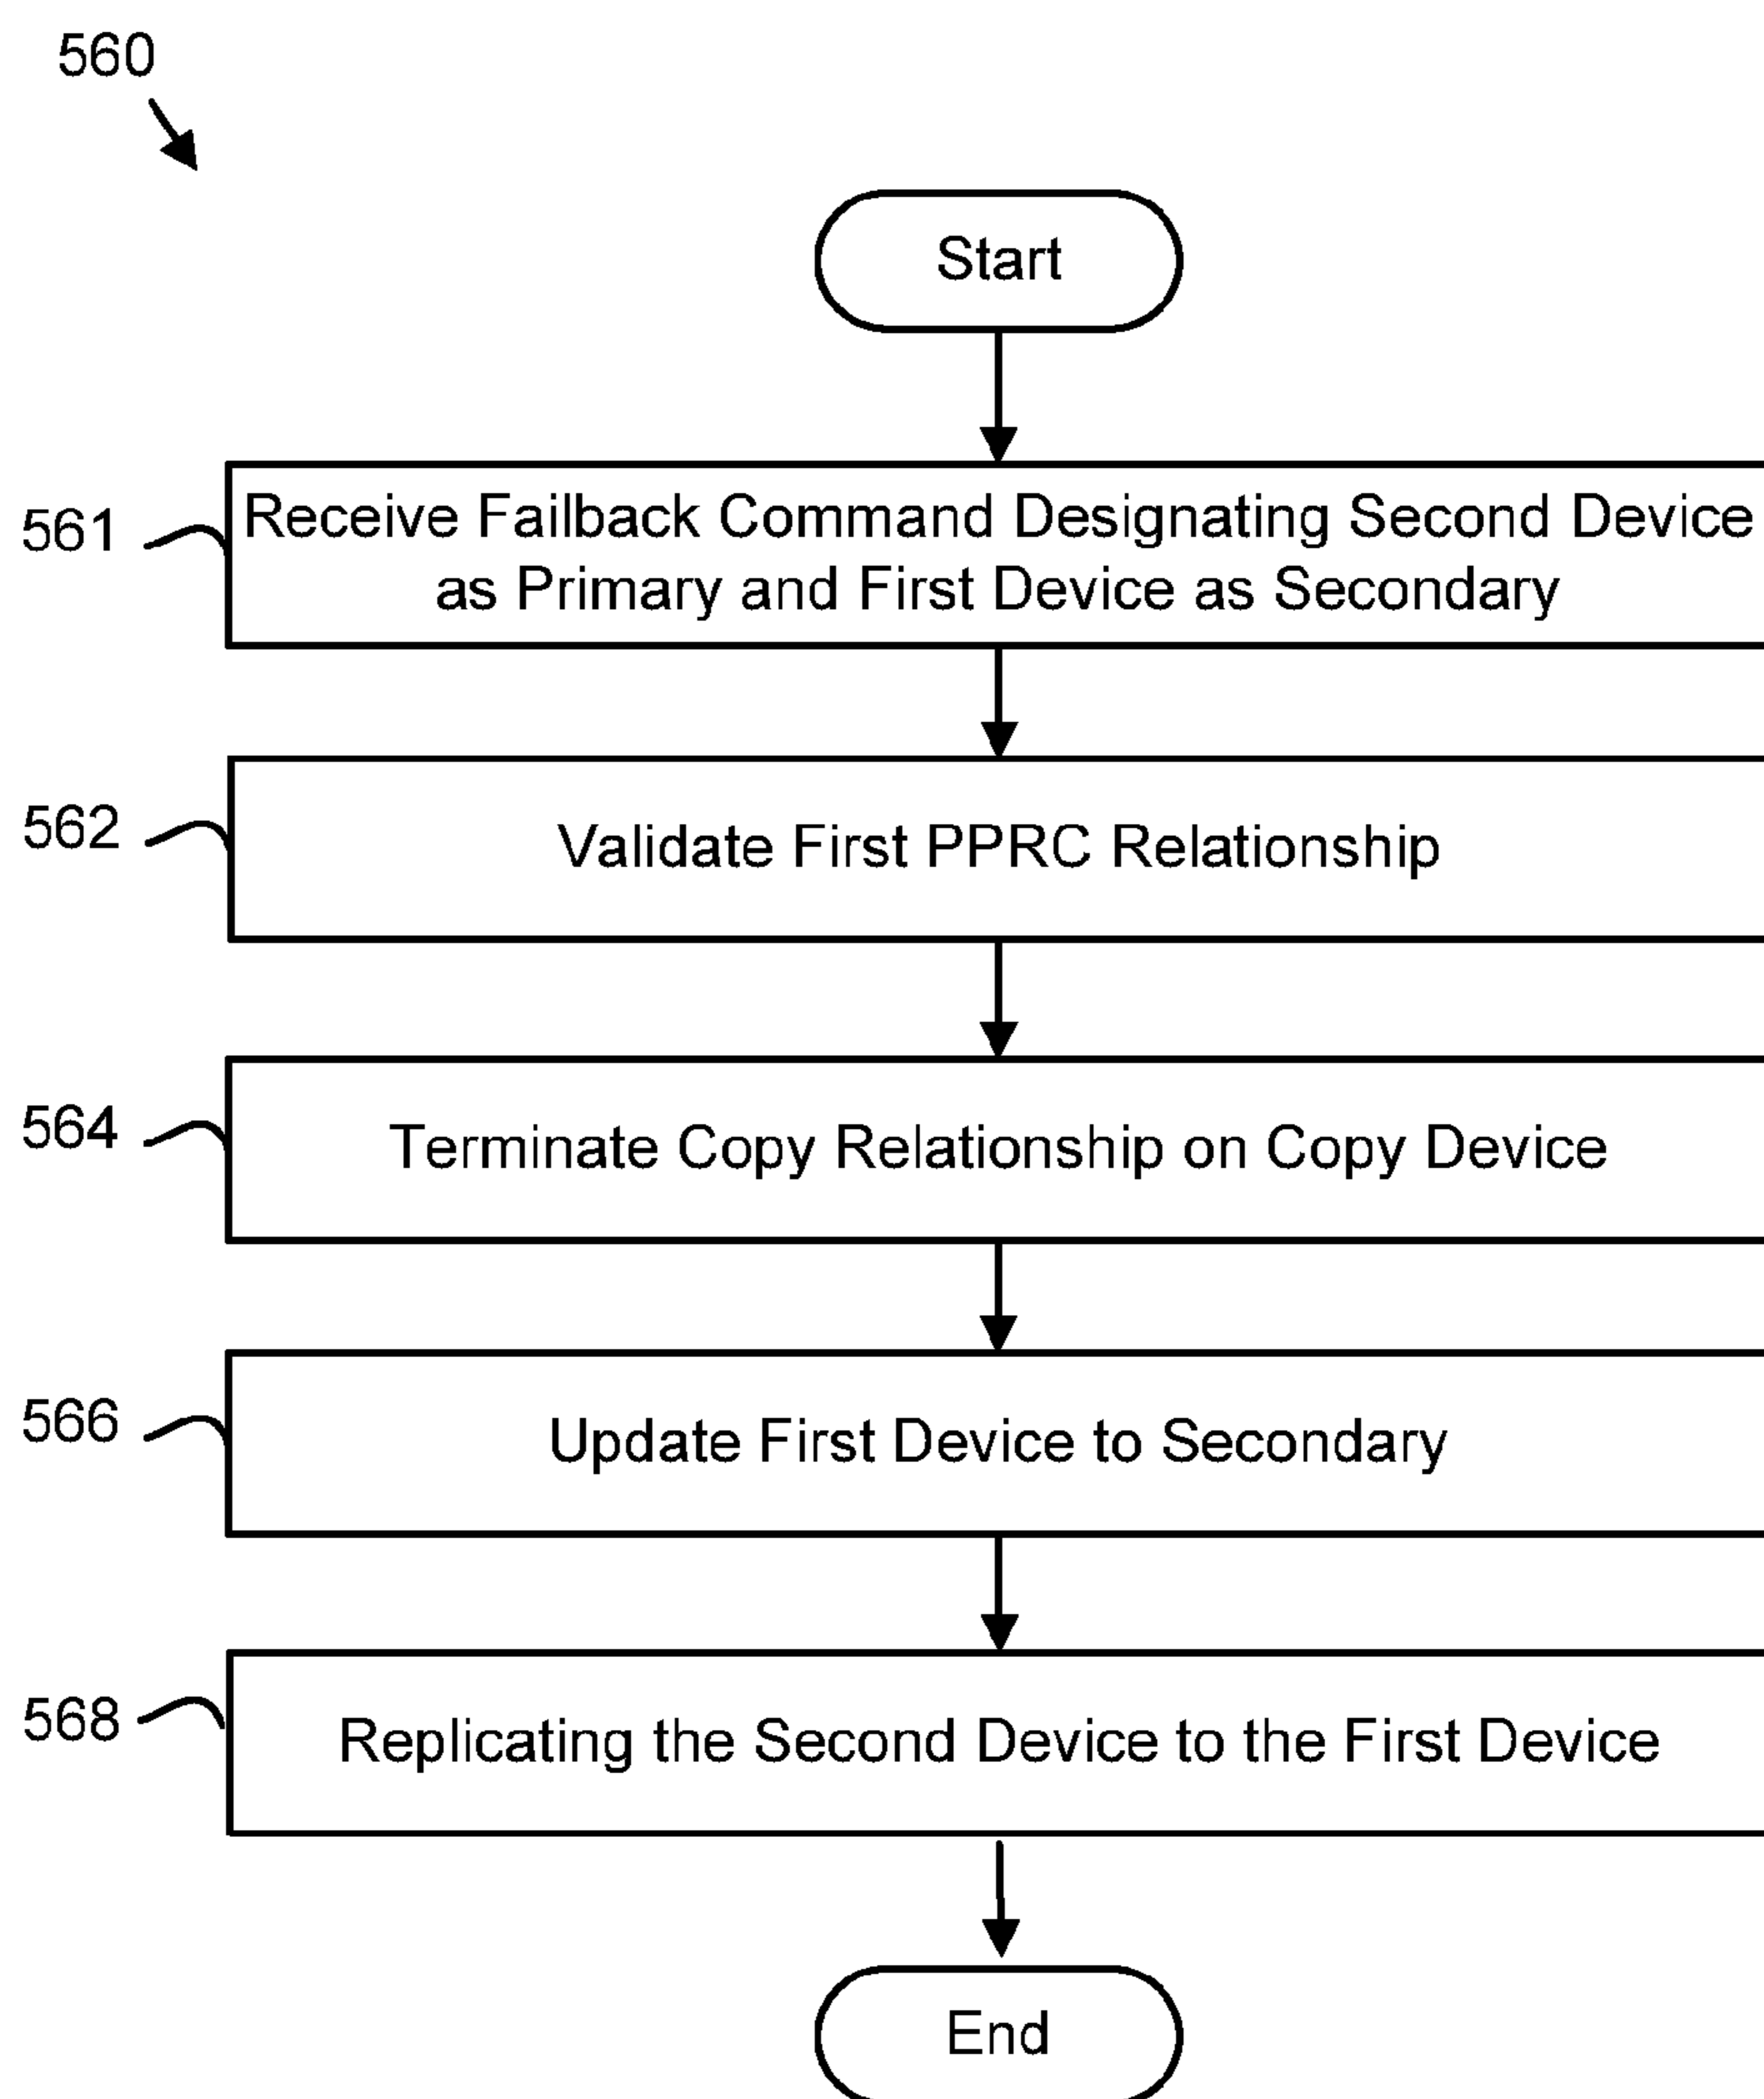 560
Start
561
Receive Failback Command Designating Second Device
as Primary and First Device as Secondary
562
Validate First PPRC Relationship
564
Terminate Copy Relationship on Copy Device
566
Update First Device to Secondary
568
Replicating the Second Device to the First Device
End